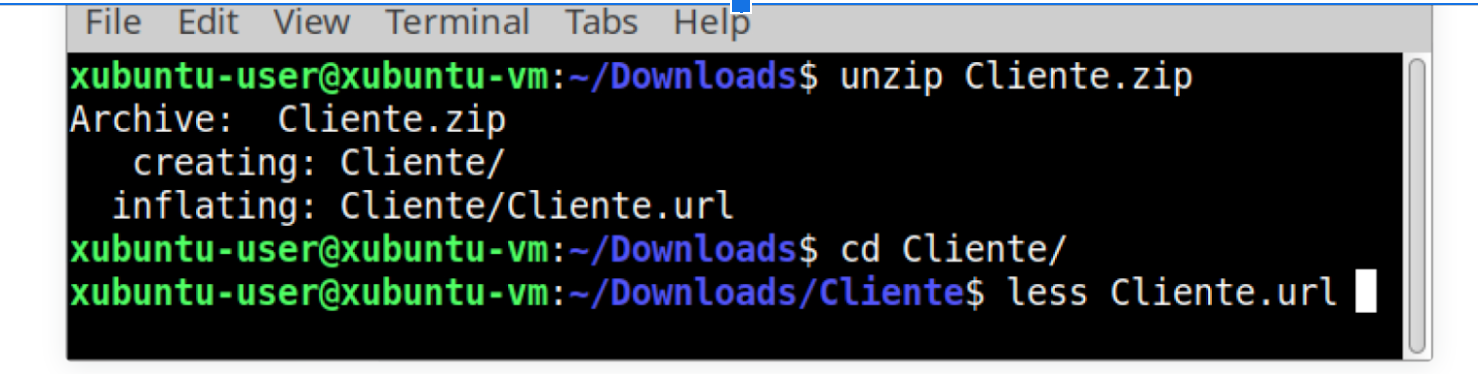 File Edit View Terminal Tabs Help
xubuntu-user@xubuntu-vm:~/Downloads$ unzip Cliente.zip
Archive:  Cliente.zip
   creating: Cliente/
  inflating: Cliente/Cliente.url
xubuntu-user@xubuntu-vm:~/Downloads$ cd Cliente/
xubuntu-user@xubuntu-vm:~/Downloads/Cliente$ less Cliente.url